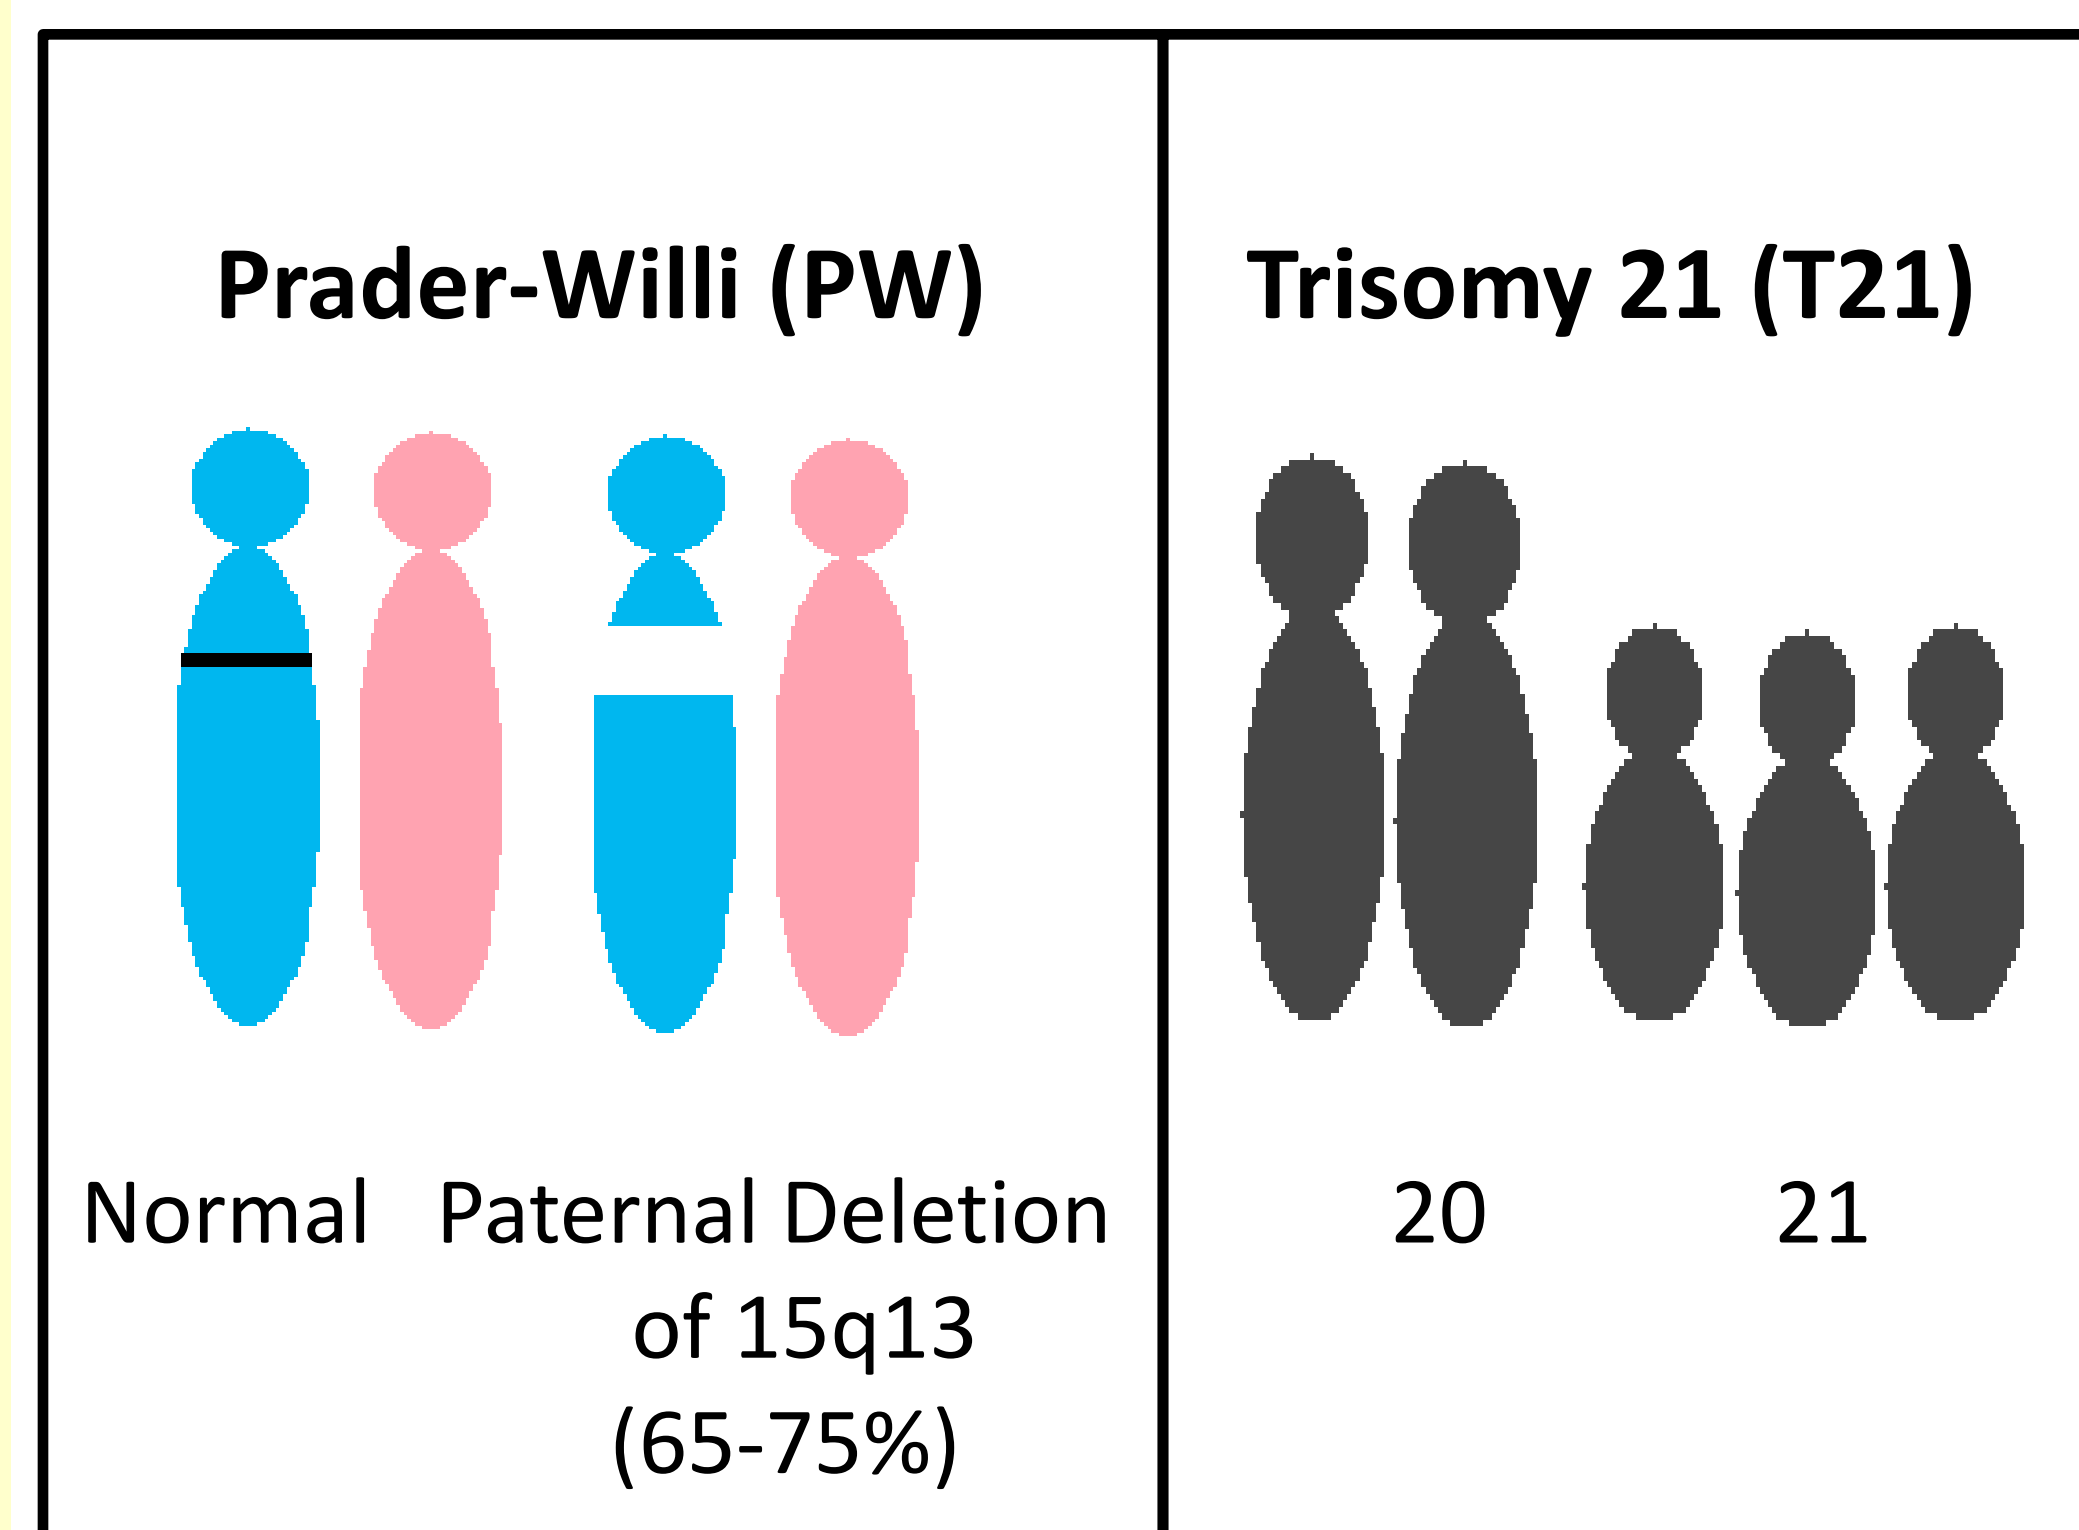 Prader-Willi (PW)
Normal
Paternal Deletion
of 15q13
(65-75%)
Trisomy 21 (T21)
20
21